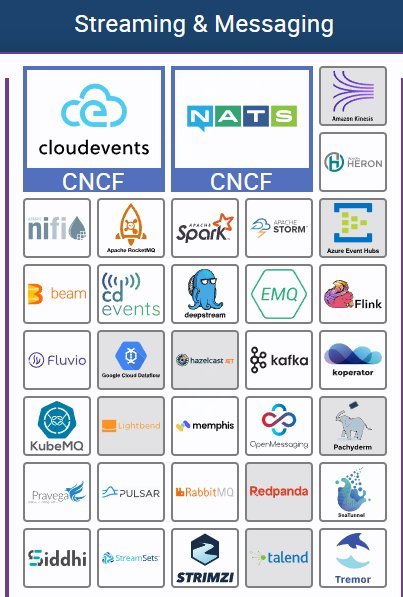 Streaming & Messaging
cloudevents
CNCF
NATS
CNCF
Amazon Kinesis
HERON
nifi
Apache RocketMQ
APACHE
Spark
APACHE
STORM
Azure Event Hubs
beam
cd
events
deepstream
EMQ
Flink
Fluvio
Google Cloud Dataflow
hazelcast JET
kafka
koperator
KubeMQ
Lightbend
memphis
OpenMessaging
Pachyderm
Pravega
PULSAR
RabbitMQ
Redpanda
SeaTunnel
Siddhi
StreamSets
STRIMZI
talend
Tremor